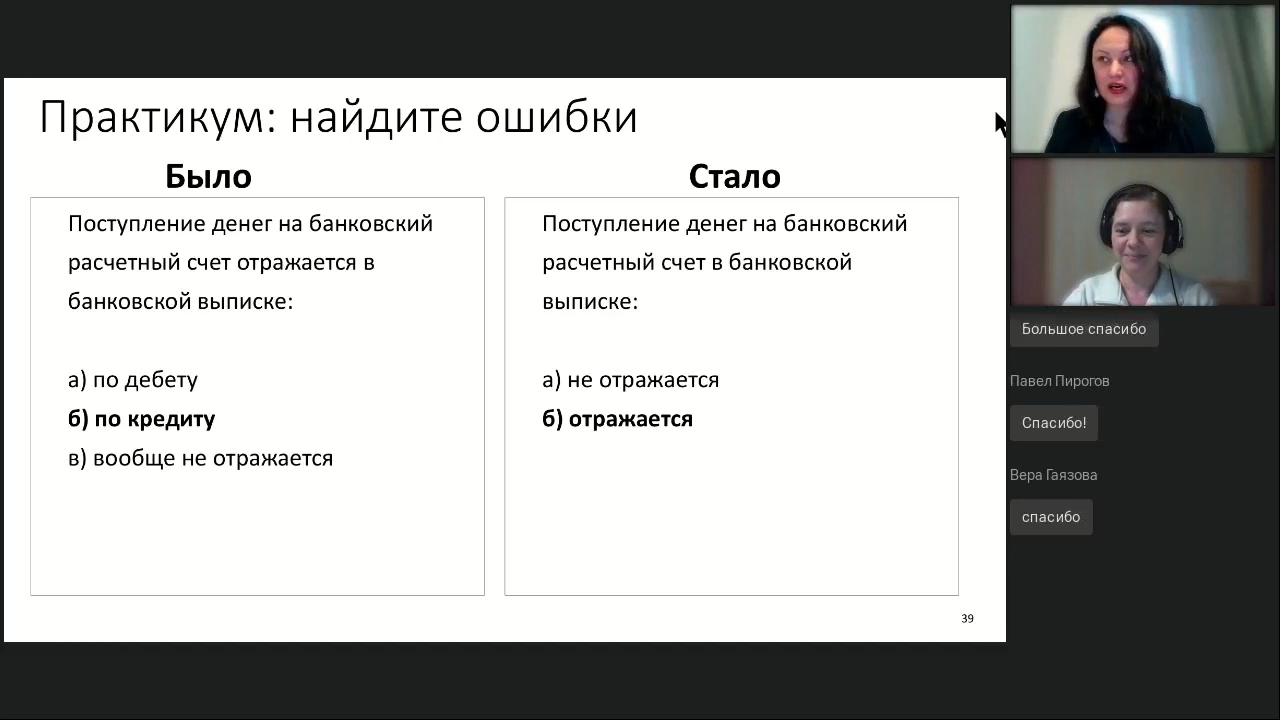 Практикум: найдите ошибки
Было
Поступление денег на банковский
расчетный счет отражается в
банковской выписке:
а) по дебету
б) по кредиту
в) вообще не отражается
Стало
Поступление денег на банковский
расчетный счет в банковской
выписке:
а) не отражается
б) отражается
39
Большое спасибо
Павел Пирогов
Спасибо!
Вера Гаязова
спасибо